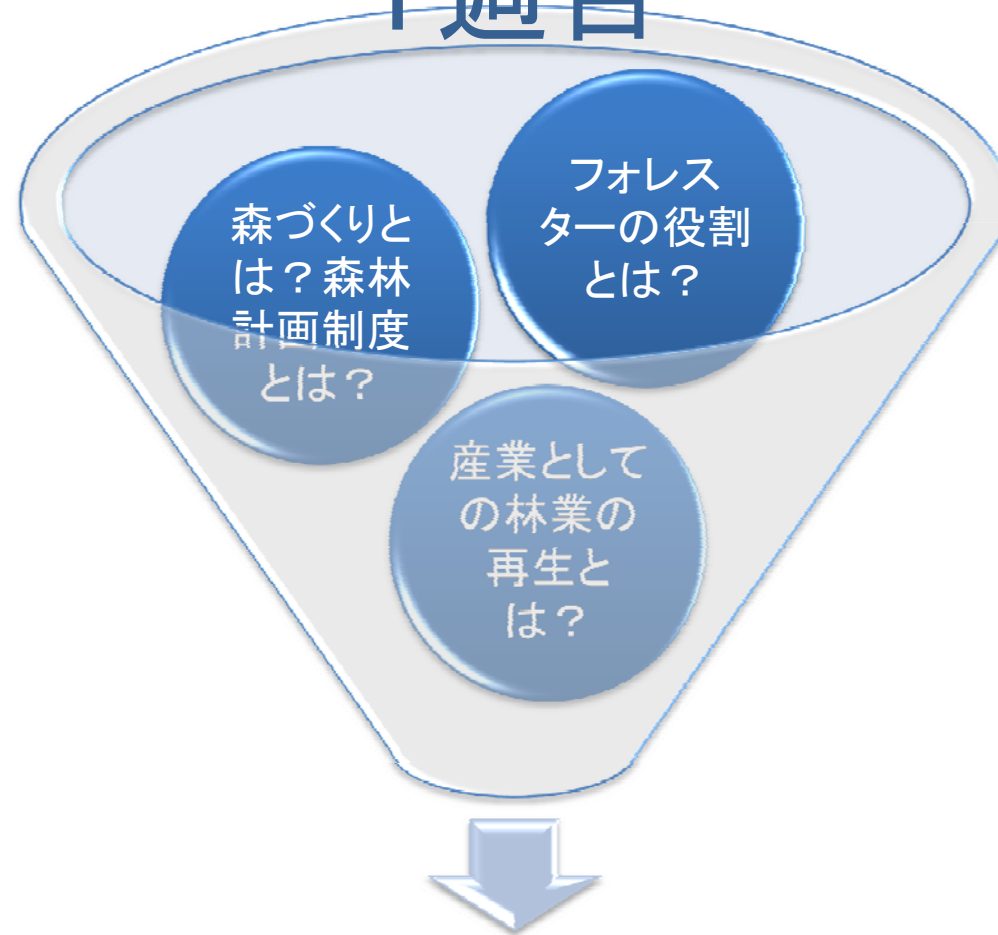 週目
森づくりと
は？森林
計画制度
とは？
フォレス
ターの役割
とは？
産業として
の林業の
再生と
は？